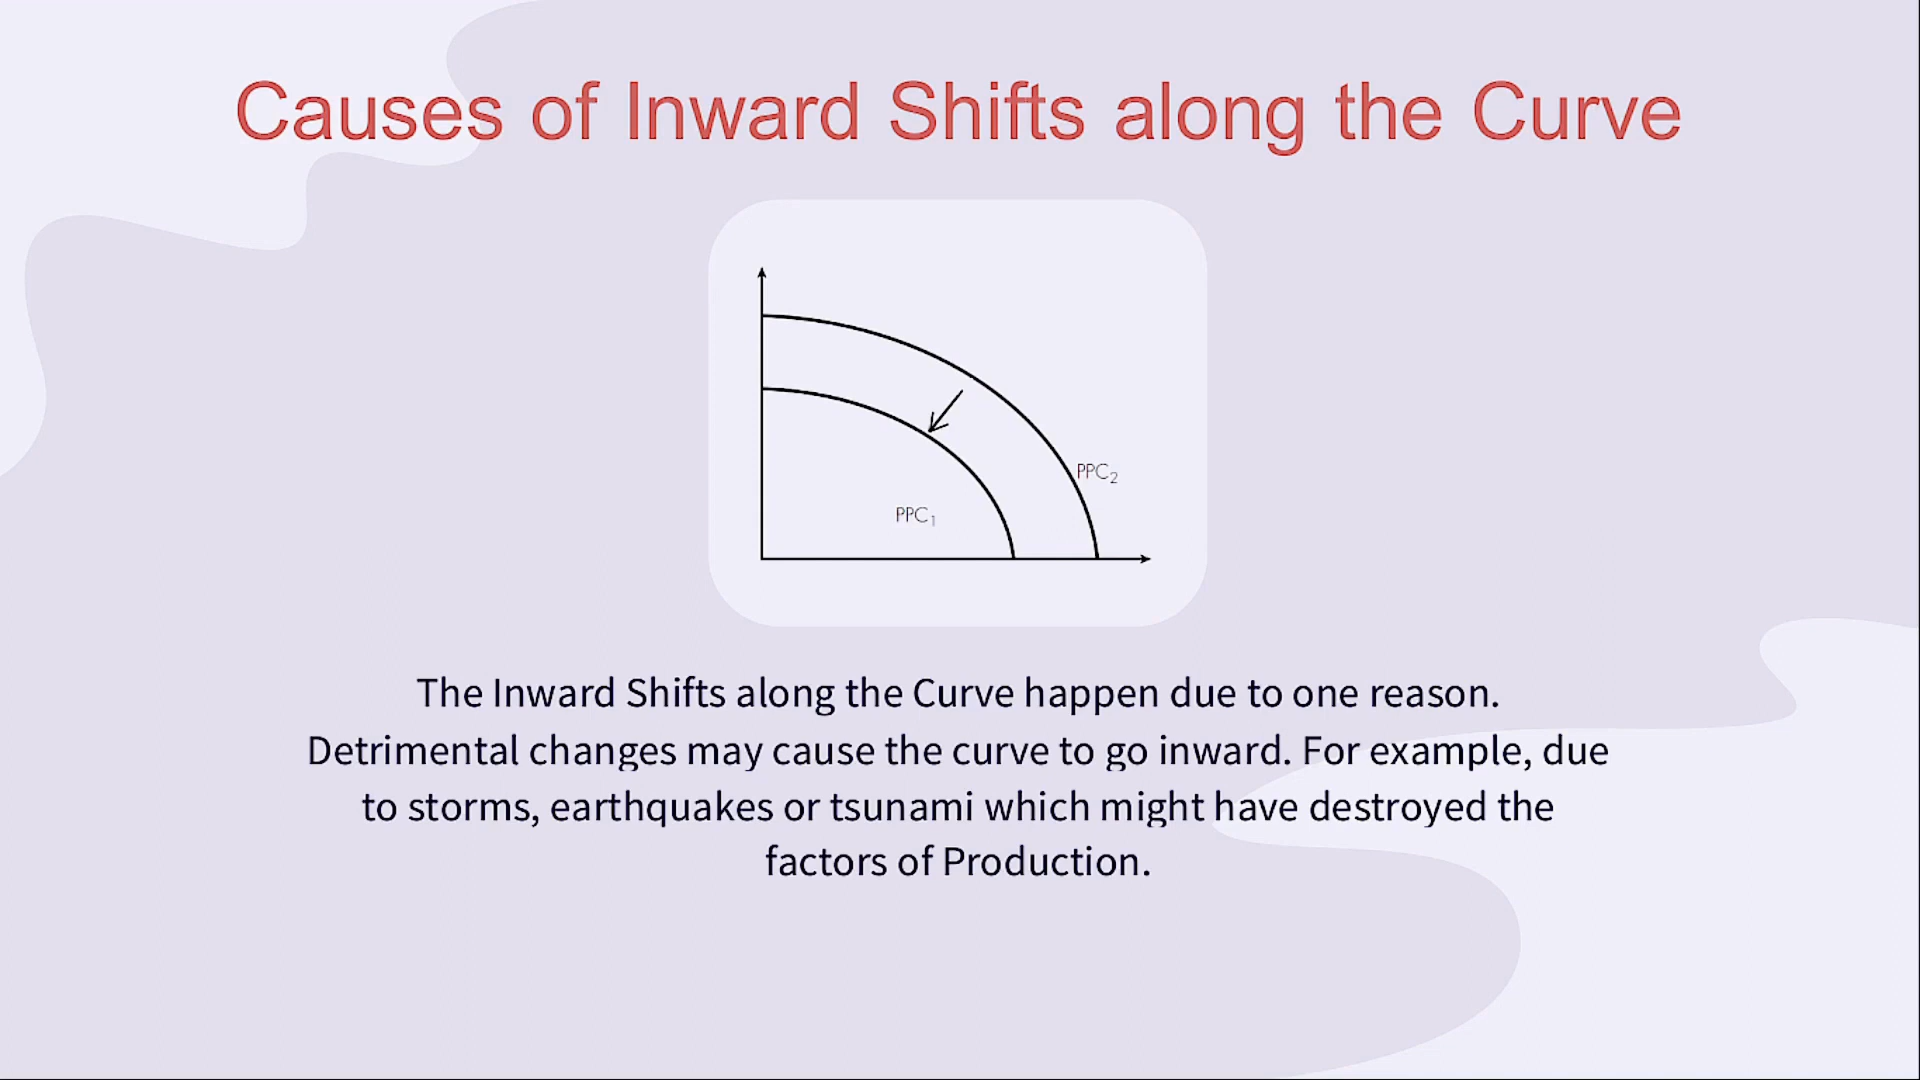 Causes of Inward Shifts along the Curve
PPC₂
PPC₁
The Inward Shifts along the Curve happen due to one reason.
Detrimental changes may cause the curve to go inward. For example, due
to storms, earthquakes or tsunami which might have destroyed the
factors of Production.